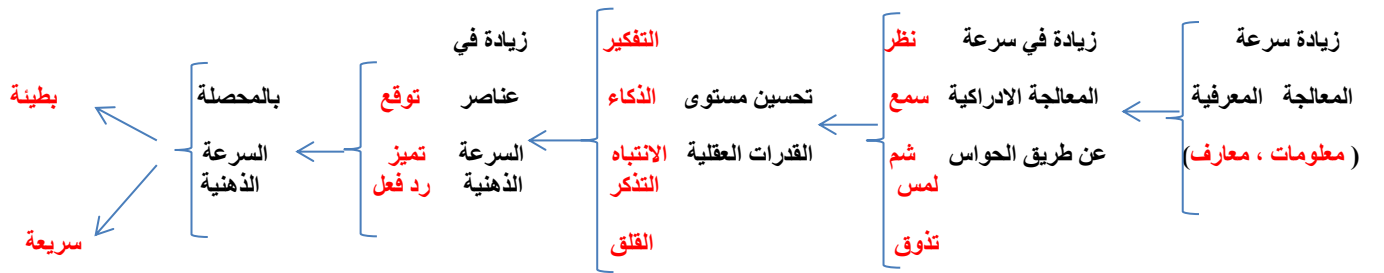 زيادة سرعة
المعالجة المعرفية
( معلومات ، معارف)
زيادة في سرعة
المعالجة الادراكية
عن طريق الحواس
نظر
سمع
شم
لمس
تذوق
تحسين مستوى
القدرات العقلية
التفكير
الذكاء
الانتباه
التذكر
القلق
زيادة في
عناصر
السرعة
الذهنية
توقع
تميز
رد فعل
بالمحصلة
السرعة
الذهنية
بطيئة
سريعة